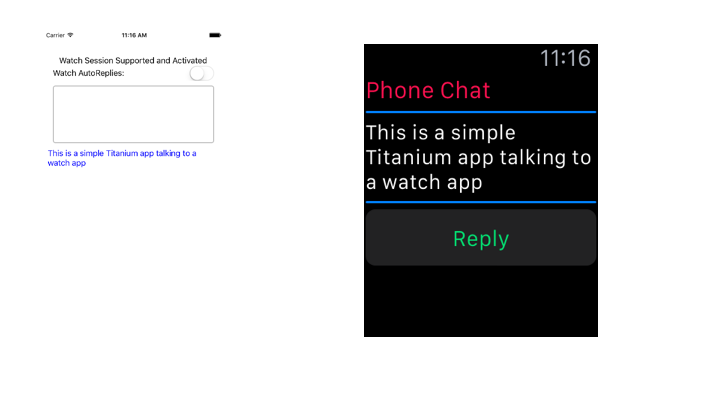 Carrier 11:16 AM
Watch Session Supported and Activated
Watch AutoReplies:
This is a simple Titanium app talking to a
watch app
11:16
Phone Chat
This is a simple
Titanium app talking to
a watch app
Reply